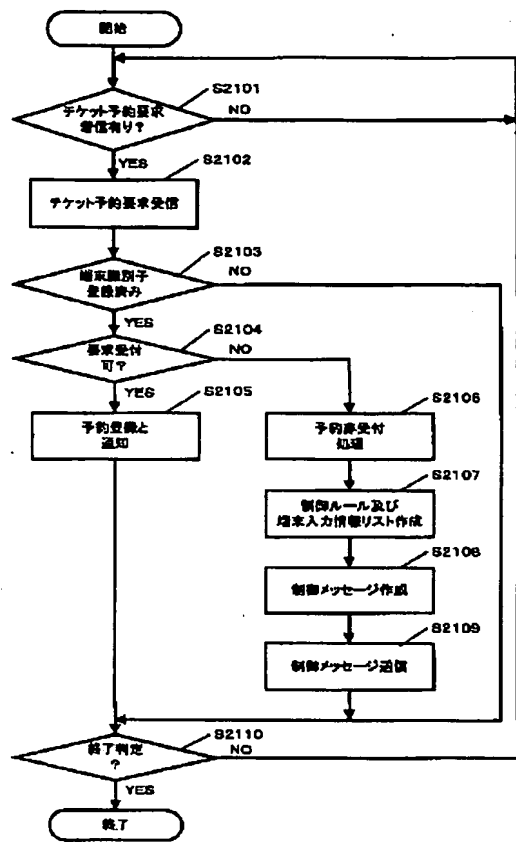 開始
S2101
チケット予約要求
着信有り？
NO
YES
S2102
チケット予約要求受信
S2103
端末識別子
登録済み
NO
YES
S2104
要求受付
可？
NO
YES
S2105
予約登録と
通知
S2106
予約非受付
処理
S2107
制御ルール及び
端末入力情報リスト作成
S2108
制御メッセージ作成
S2109
制御メッセージ送信
S2110
終了判定
？
NO
YES
終了